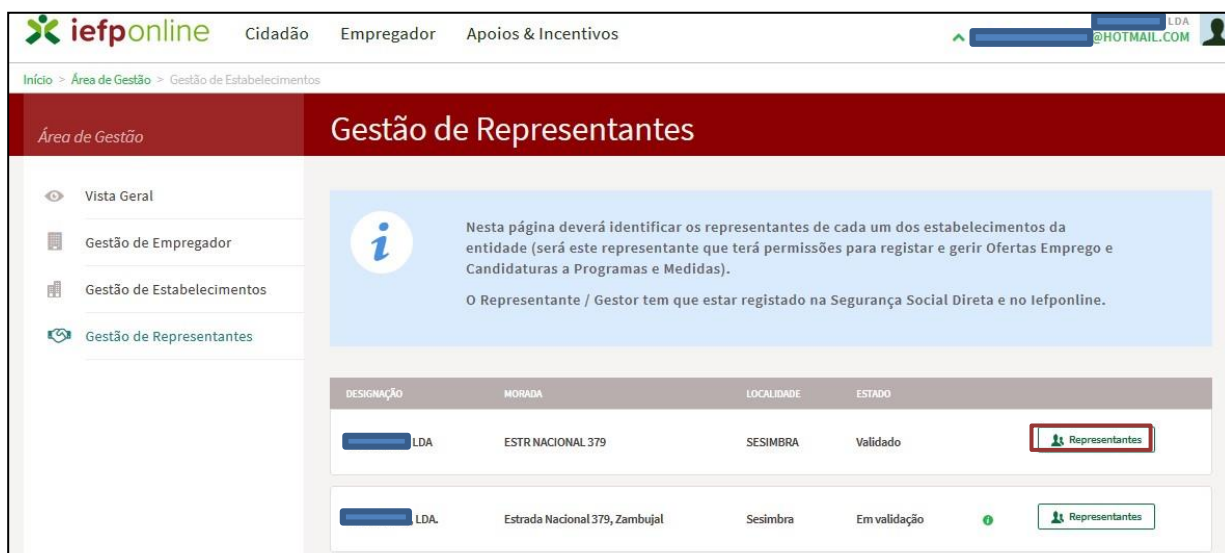 iefponline Cidadão Empregador Apoios & Incentivos
LDA
@HOTMAIL.COM
Início > Área de Gestão > Gestão de Estabelecimentos
Área de Gestão
Gestão de Representantes
Vista Geral
Gestão de Empregador
Gestão de Estabelecimentos
Gestão de Representantes
i
Nesta página deverá identificar os representantes de cada um dos estabelecimentos da
entidade (será este representante que terá permissões para registar e gerir Ofertas Emprego e
Candidaturas a Programas e Medidas).
O Representante / Gestor tem que estar registado na Segurança Social Direta e no Iefponline.
DESIGNAÇÃO MORADA LOCALIDADE ESTADO
LDA ESTR NACIONAL 379 SESIMBRA Validado Representantes
LDA. Estrada Nacional 379, Zambujal Sesimbra Em validação i Representantes